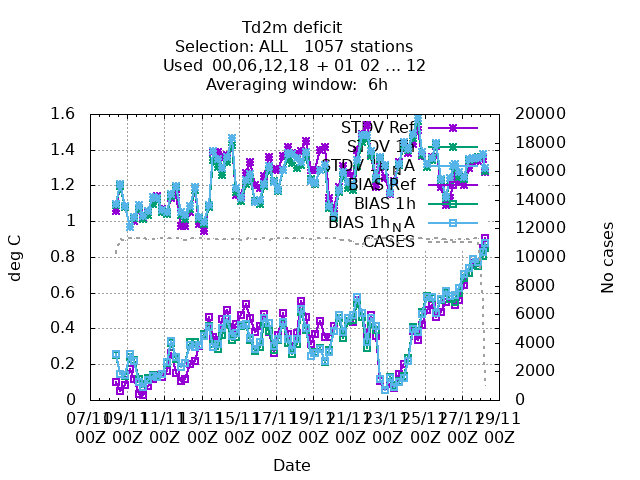 Td2m deficit
Selection: ALL 1057 stations
Used 00,06,12,18 + 01 02 ... 12
Averaging window: 6h
deg C
No cases
1.6
1.4
1.2
1
0.8
0.6
0.4
0.2
0
20000
18000
16000
14000
12000
10000
8000
6000
4000
2000
0
STDV Ref
STDV 1h
STDV 1h_NA
BIAS Ref
BIAS 1h
BIAS 1h_NA
CASES
07/11 09/11 11/11 13/11 15/11 17/11 19/11 21/11 23/11 25/11 27/11 29/11
00Z 00Z 00Z 00Z 00Z 00Z 00Z 00Z 00Z 00Z 00Z 00Z
Date